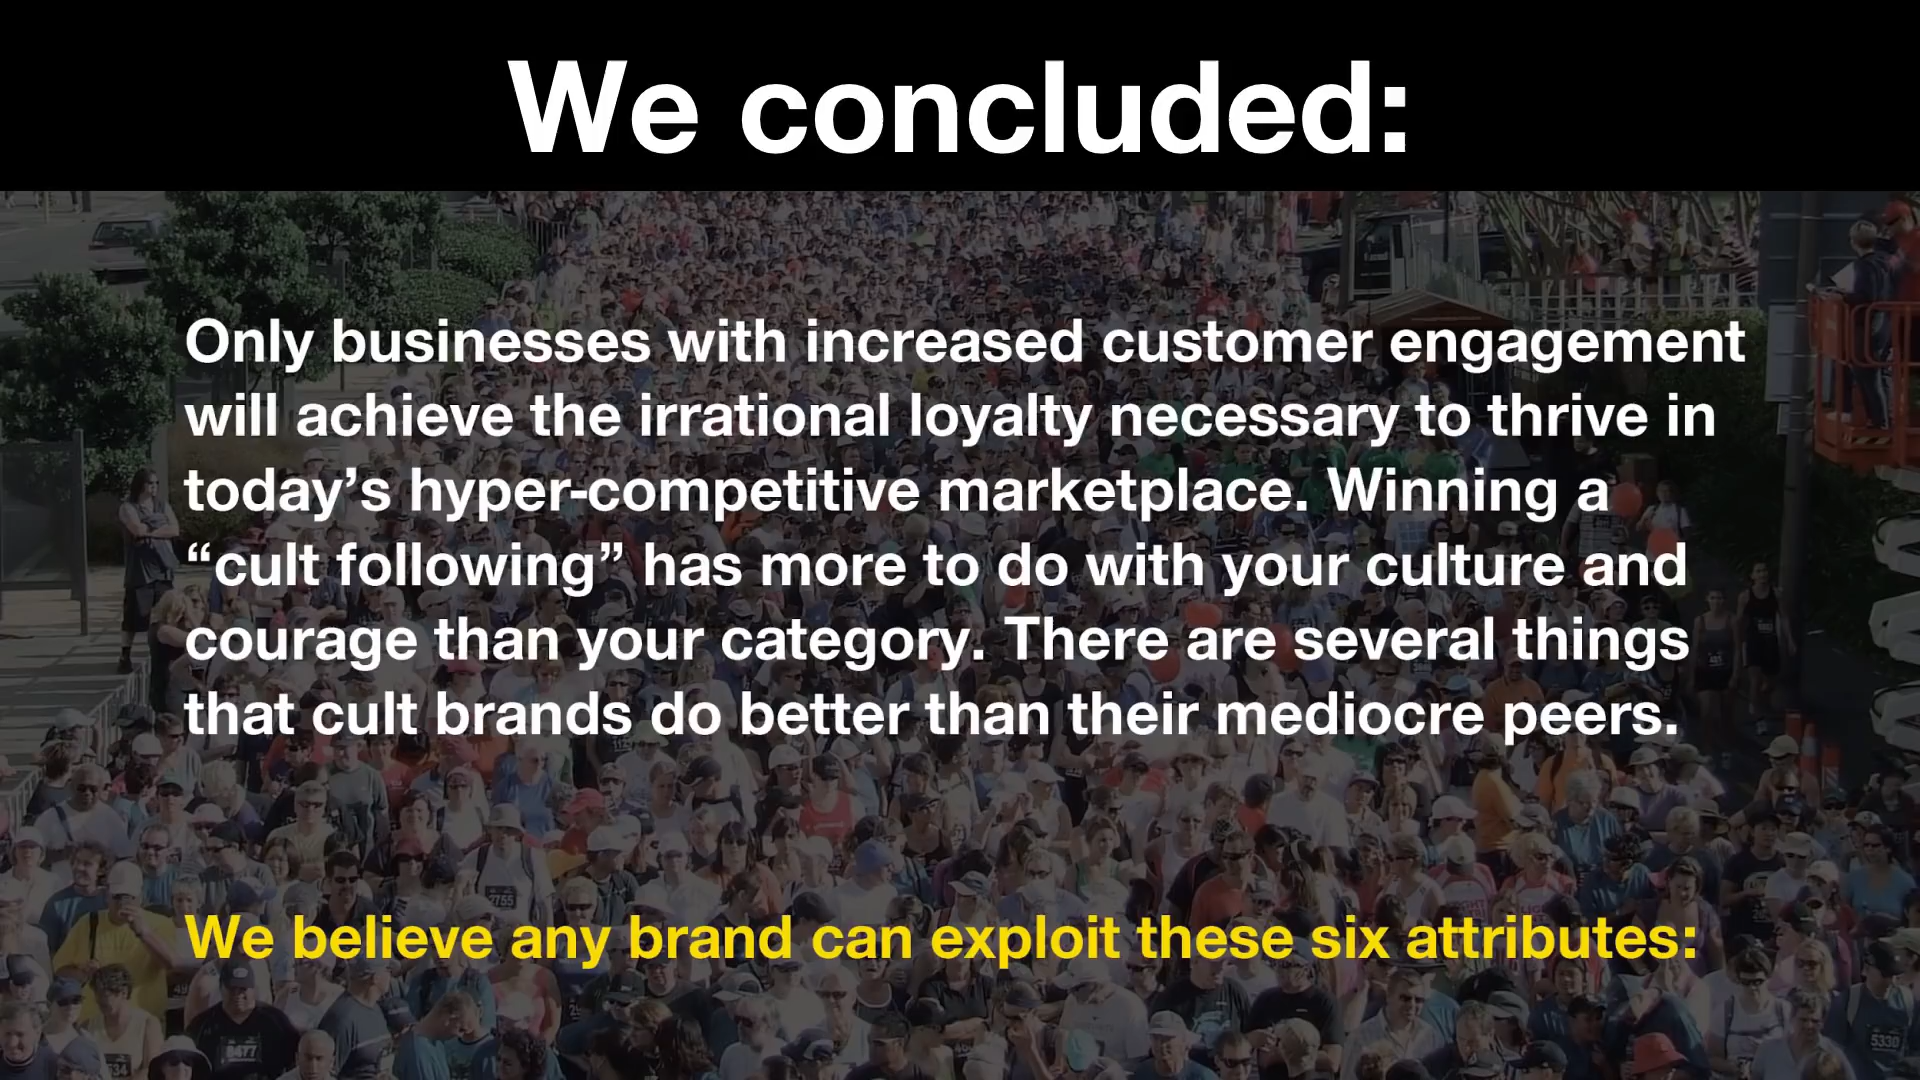 We concluded:
Only businesses with increased customer engagement
will achieve the irrational loyalty necessary to thrive in
today’s hyper-competitive marketplace. Winning a
“cult following” has more to do with your culture and
courage than your category. There are several things
that cult brands do better than their mediocre peers.
We believe any brand can exploit these six attributes:
5330